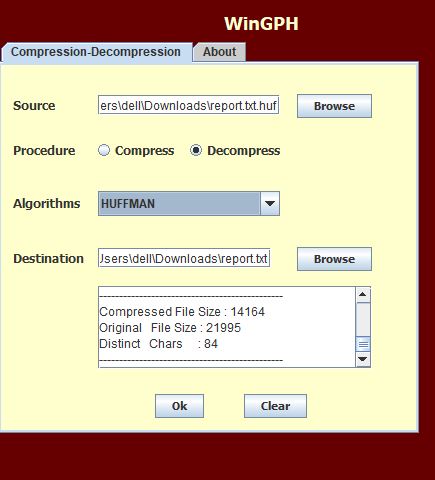 WinGPH
Compression-Decompression About
Source ers\dell\Downloads\report.txt.huf Browse
Procedure Compress Decompress
Algorithms HUFFMAN
Destination Users\dell\Downloads\report.txt Browse
----------------------------------------------
Compressed File Size : 14164
Original File Size : 21995
Distinct Chars : 84
----------------------------------------------
Ok Clear